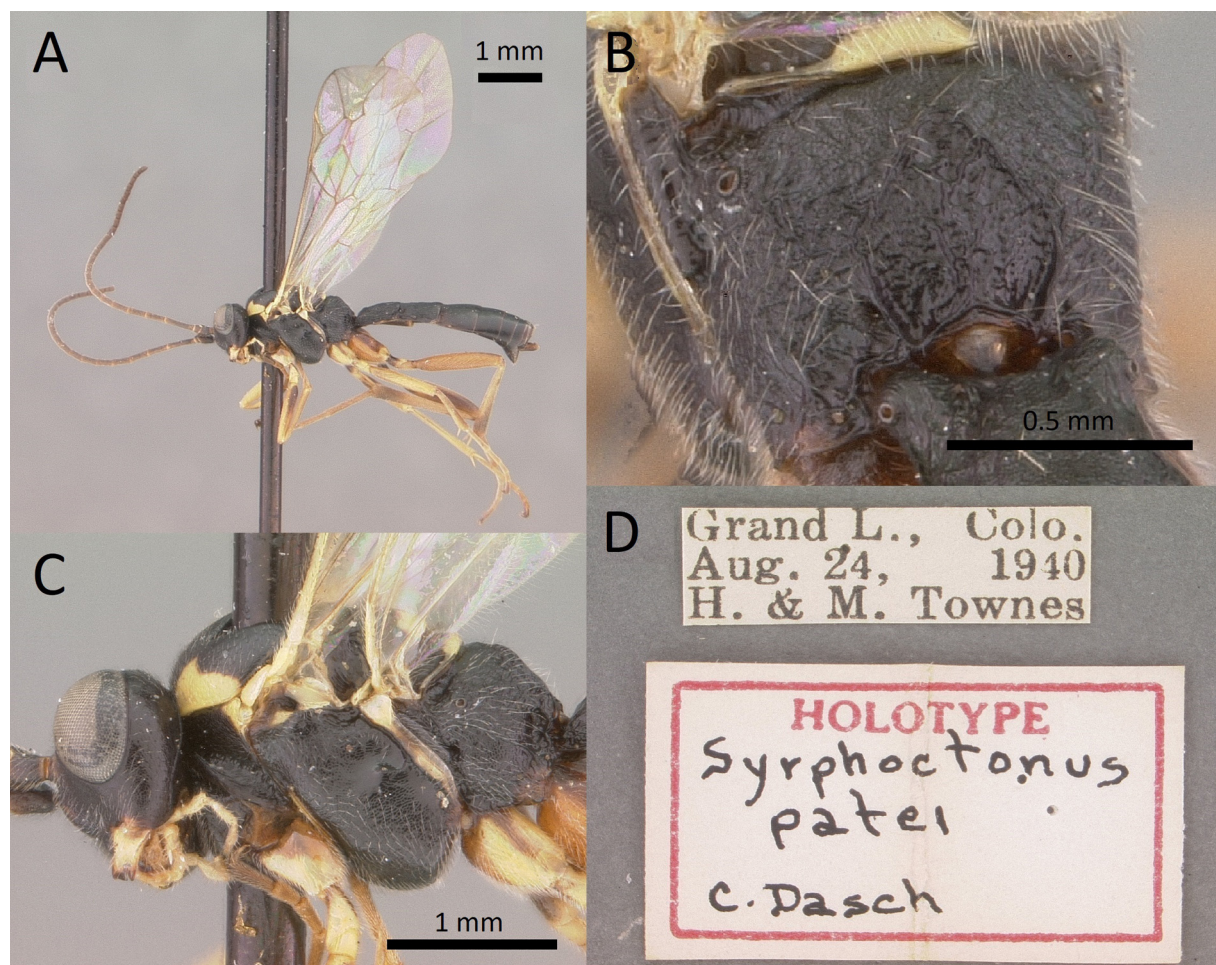 A
1 mm
B
0.5 mm
C
1 mm
D
Grand L., Colo.
Aug. 24, 1940
H. & M. Townes
HOLOTYPE
Syrphoctonus
patei
C. Dasch